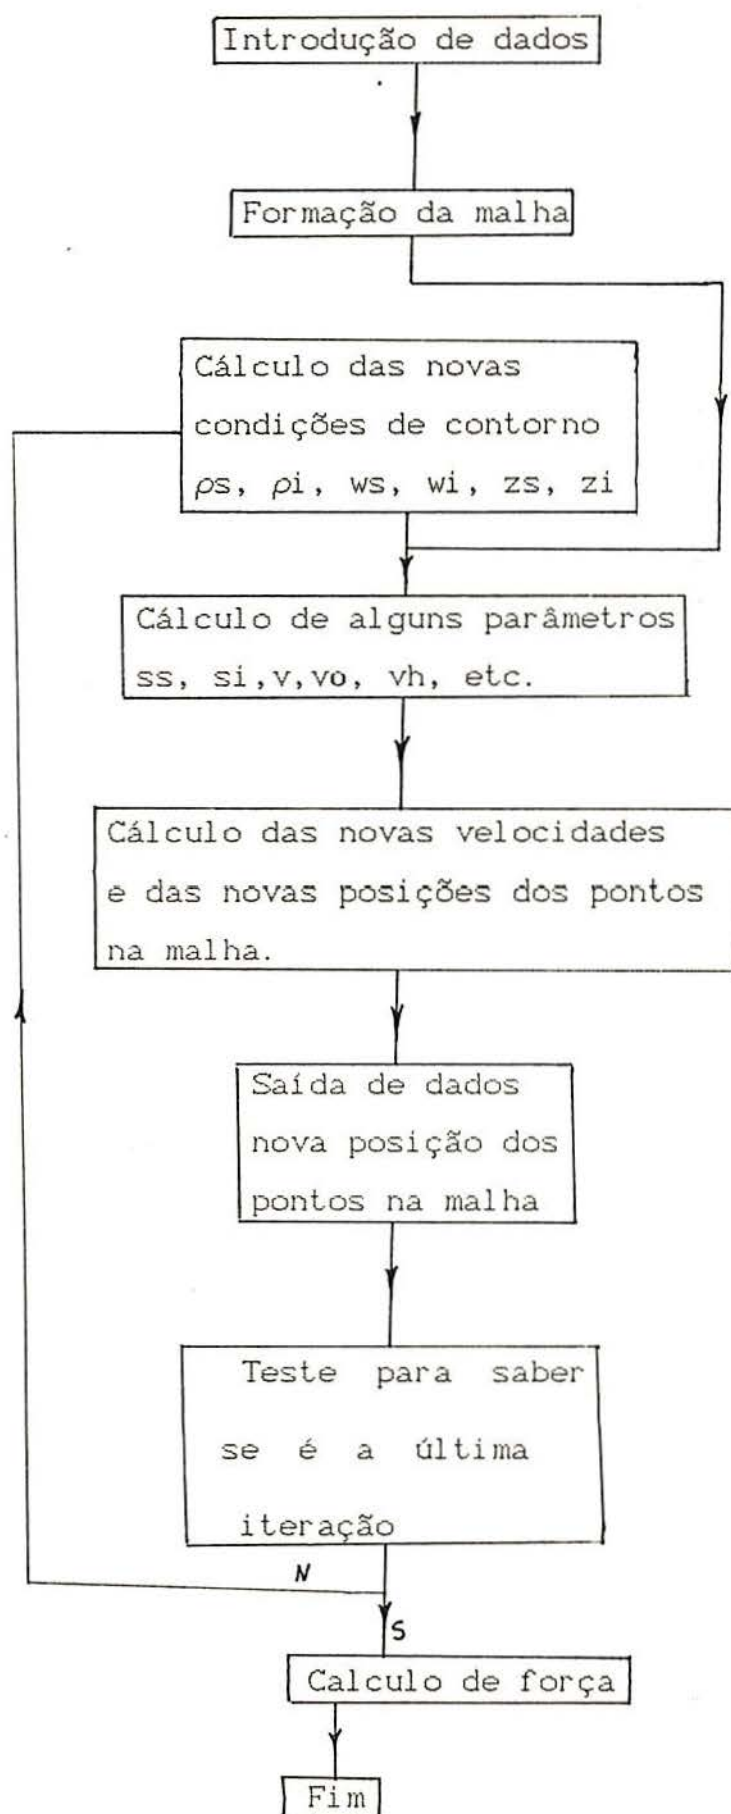 Introdução de dados
Formação da malha
Cálculo das novas
condições de contorno
ρs, ρi, ws, wi, zs, zi
Cálculo de alguns parâmetros
ss, si,v,vo, vh, etc.
Cálculo das novas velocidades
e das novas posições dos pontos
na malha.
Saída de dados
nova posição dos
pontos na malha
Teste para saber
se é a última
iteração
N
S
Calculo de força
Fim